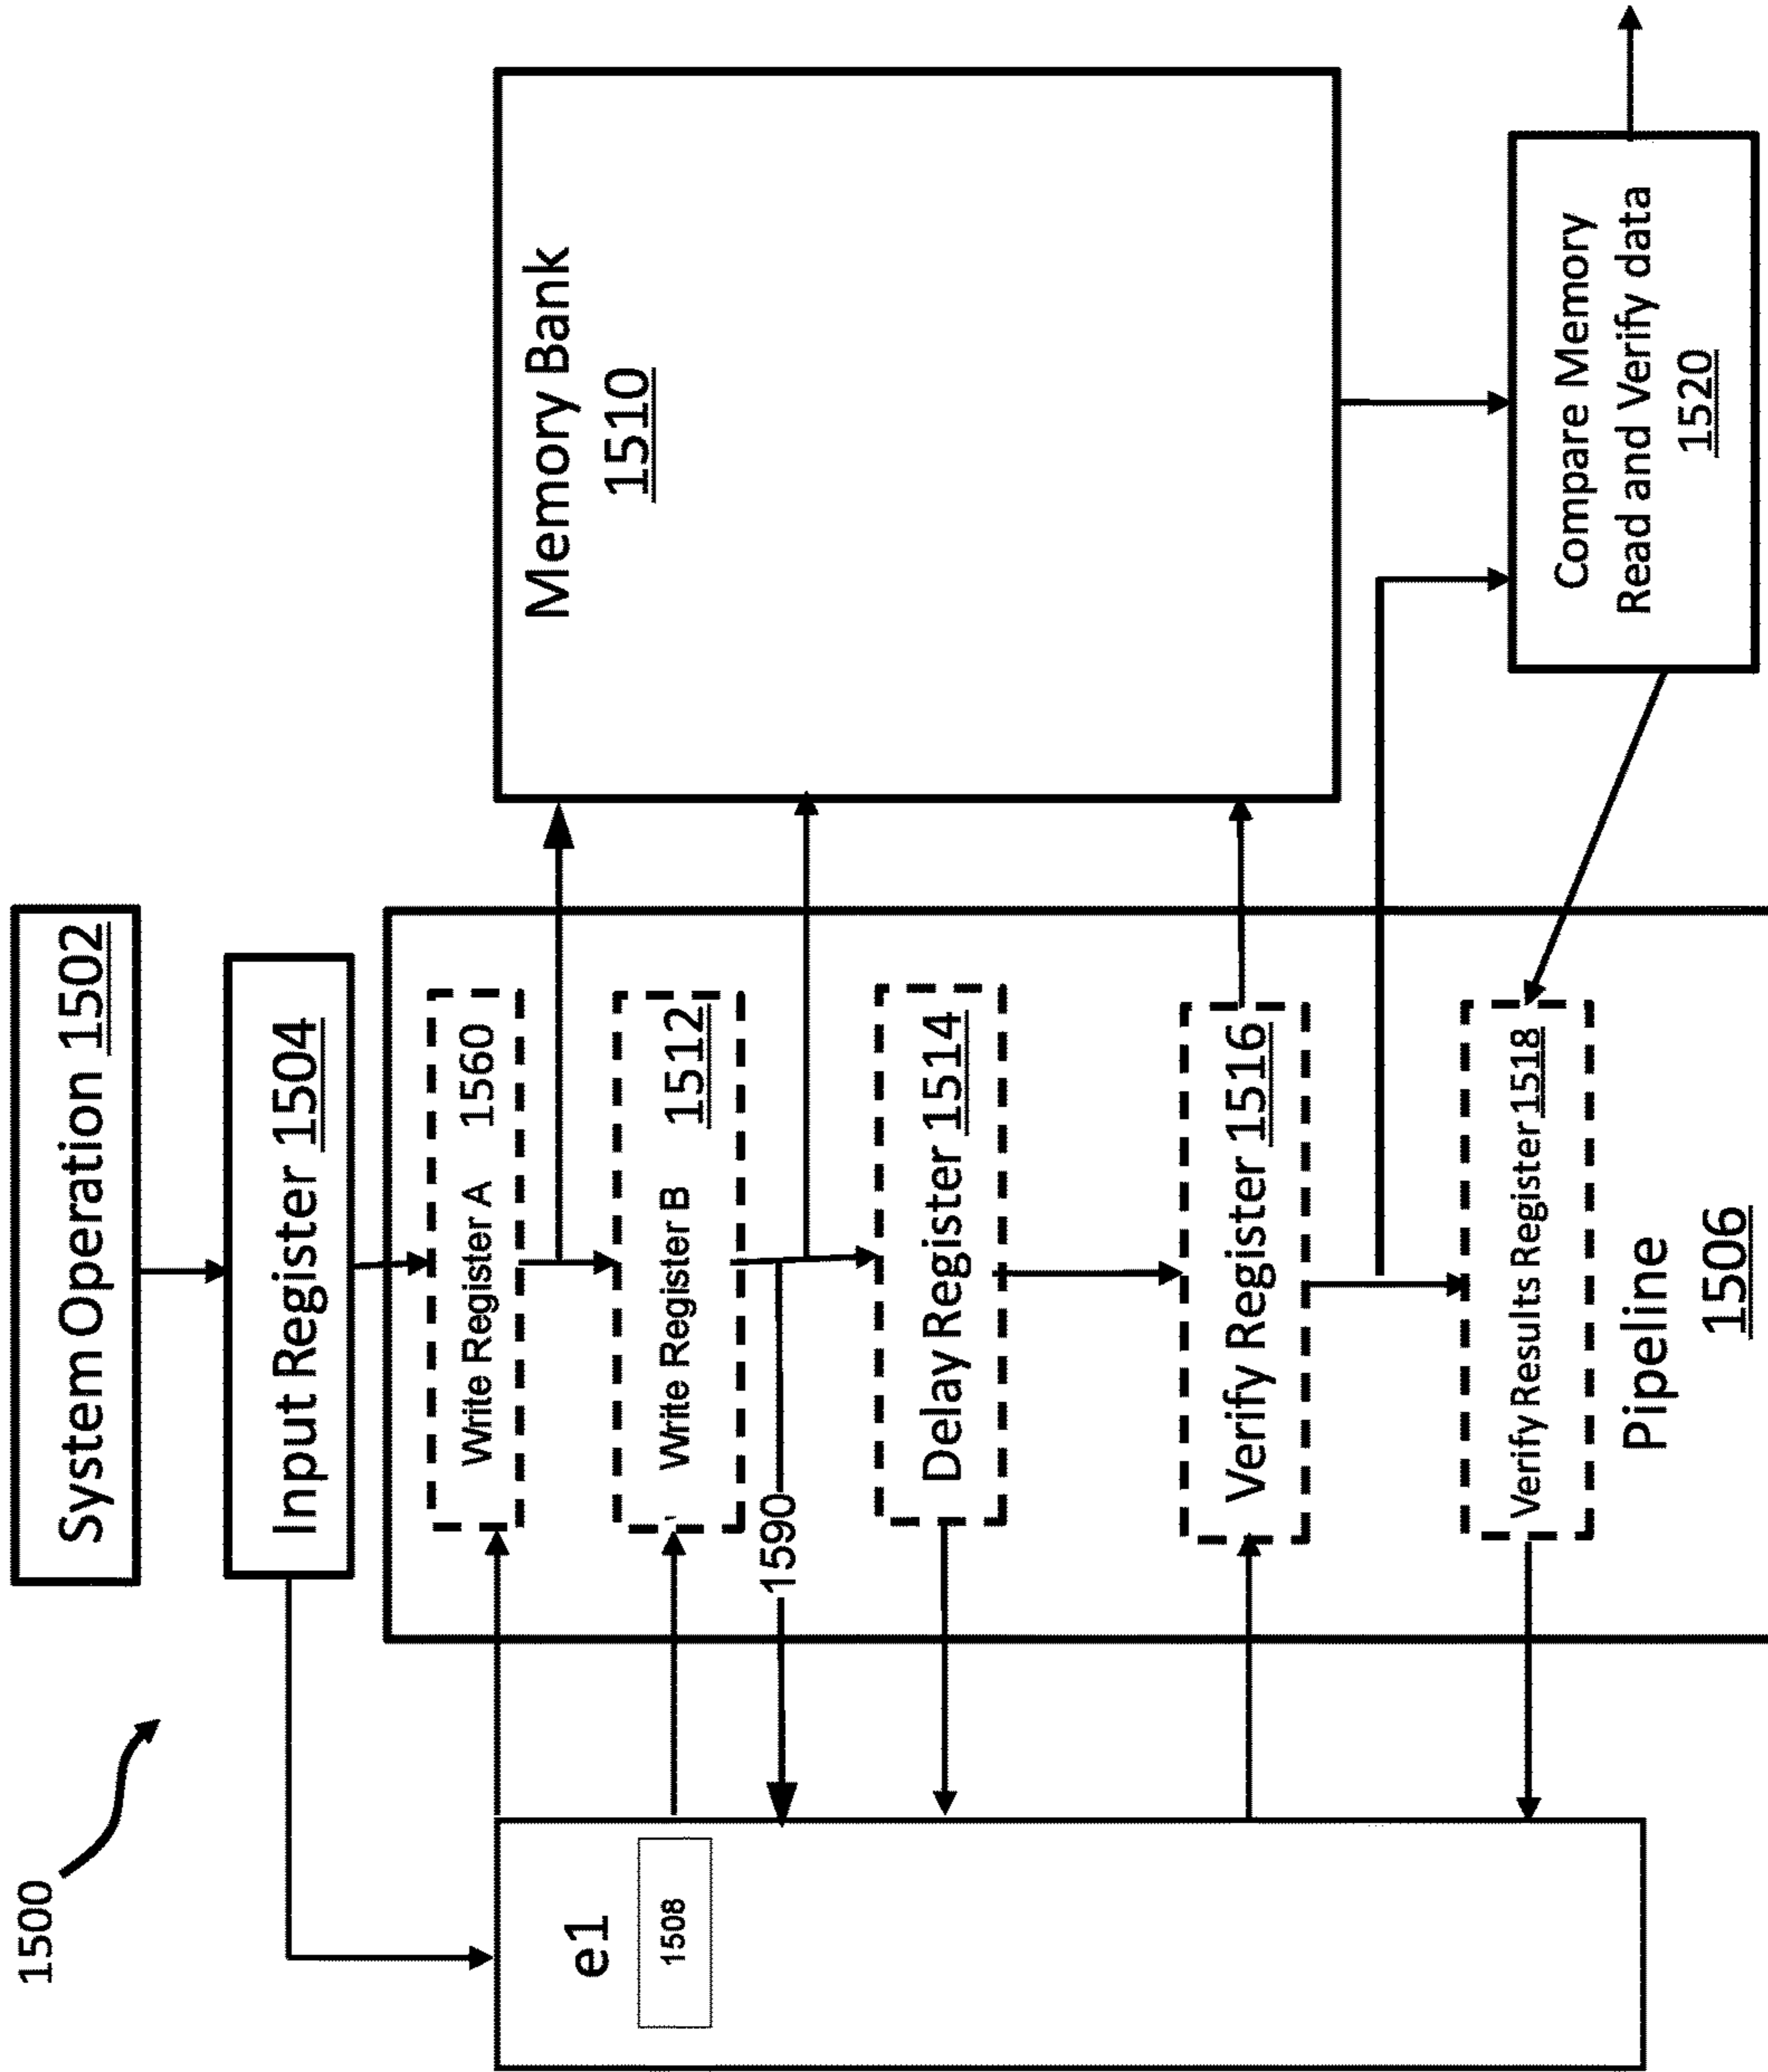 1500
System Operation 1502
Input Register 1504
e1
1508
Write Register A 1560
Write Register B 1512
1590
Delay Register 1514
Verify Register 1516
Verify Results Register 1518
Pipeline
1506
Memory Bank
1510
Compare Memory
Read and Verify data
1520